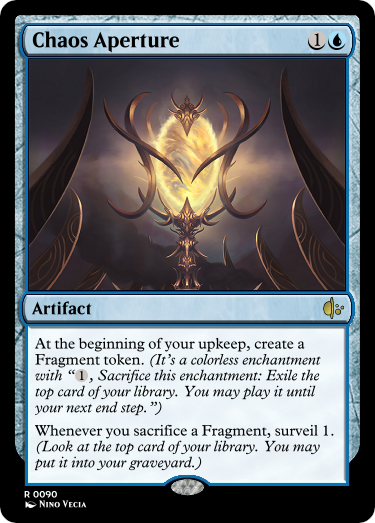 Chaos Aperture 1
Artifact
At the beginning of your upkeep, create a
Fragment token. (It's a colorless enchantment
with “1, Sacrifice this enchantment: Exile the
top card of your library. You may play it until
your next end step.”)
Whenever you sacrifice a Fragment, surveil 1.
(Look at the top card of your library. You may
put it into your graveyard.)
R 0090
Nino Vecia